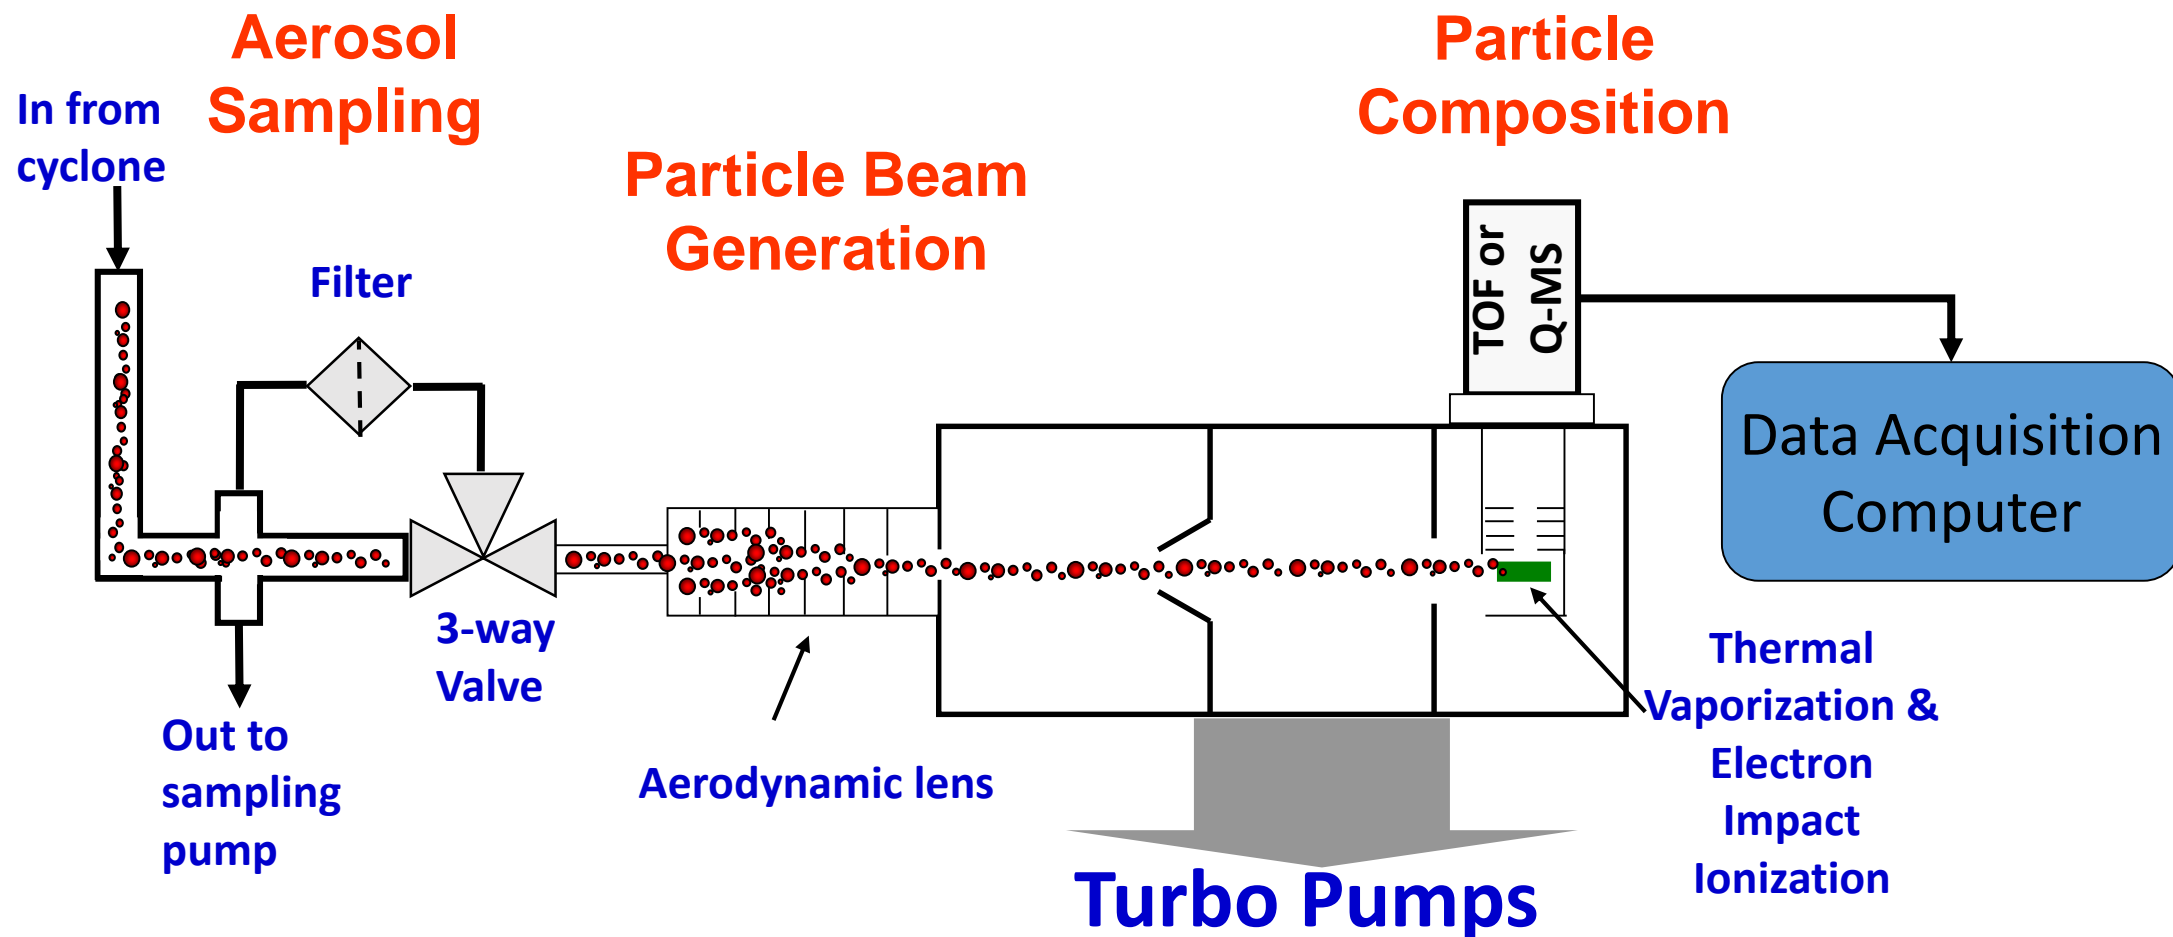 Aerosol
Sampling
In from
cyclone
Filter
3-way
Valve
Out to
sampling
pump
Particle Beam
Generation
Aerodynamic lens
Particle
Composition
TOF or
Q-MS
Data Acquisition
Computer
Thermal
Vaporization &
Electron
Impact
Ionization
Turbo Pumps